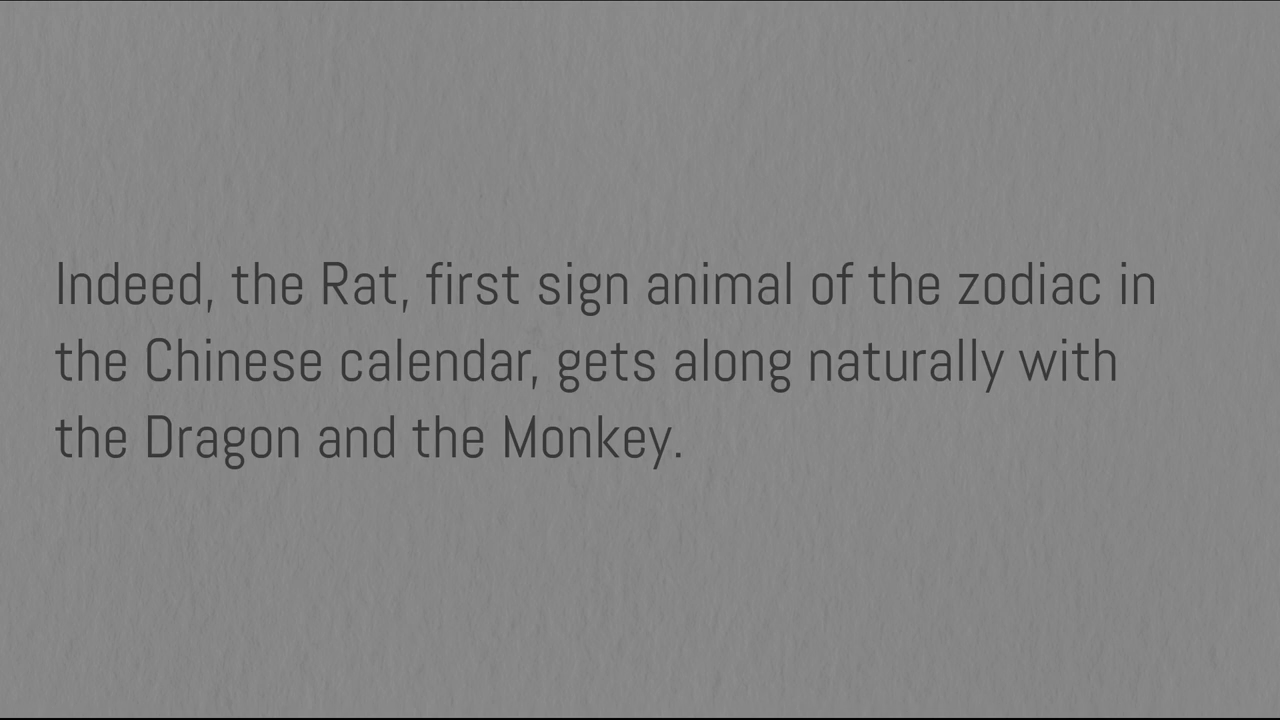 Indeed, the Rat, first sign animal of the zodiac in
the Chinese calendar, gets along naturally with
the Dragon and the Monkey.